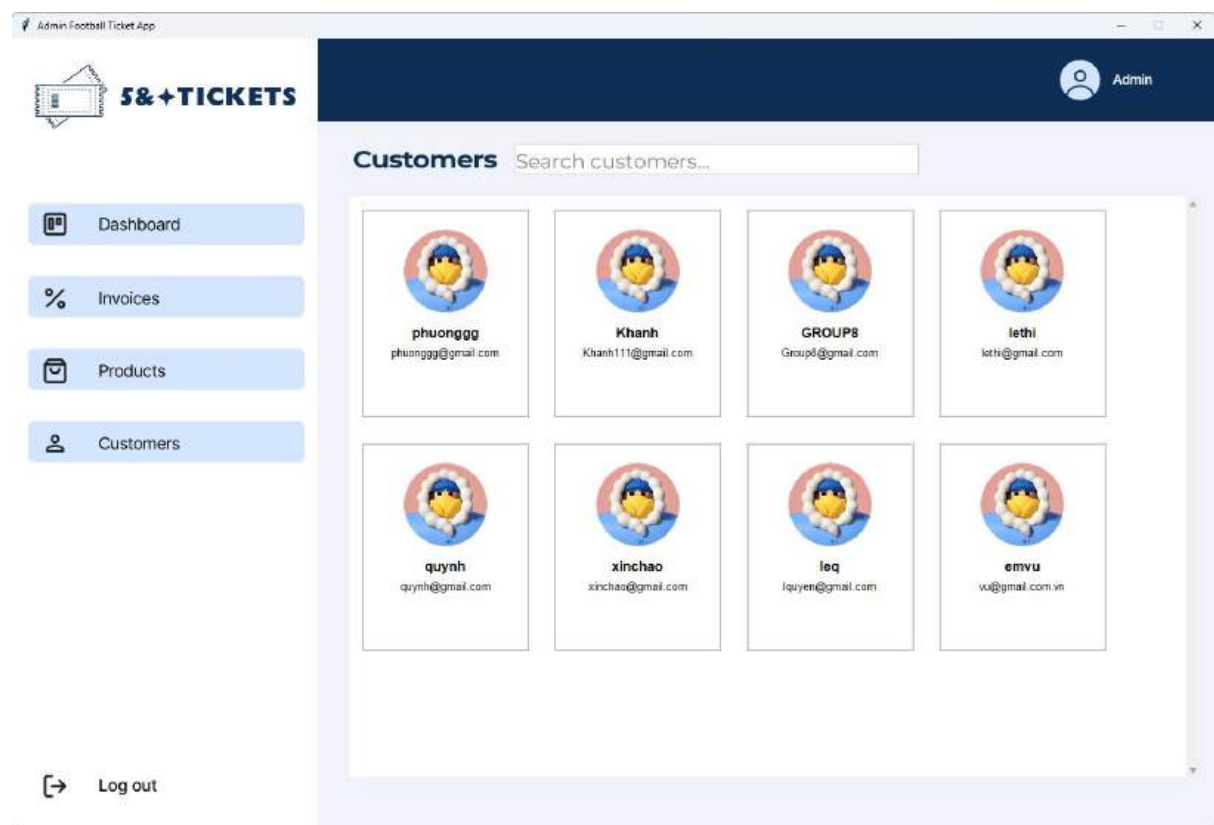 Admin Football Ticket App
5&+TICKETS
Admin
Customers
Search customers...
Dashboard
Invoices
Products
Customers
Log out
phuonggg
phuonggg@gmail.com
Khanh
Khanh111@gmail.com
GROUP8
Group8@gmail.com
lethi
lethi@gmail.com
quynh
quynh@gmail.com
xinchao
xinchao@gmail.com
leq
lquyen@gmail.com
emvu
vu@gmail.com.vn